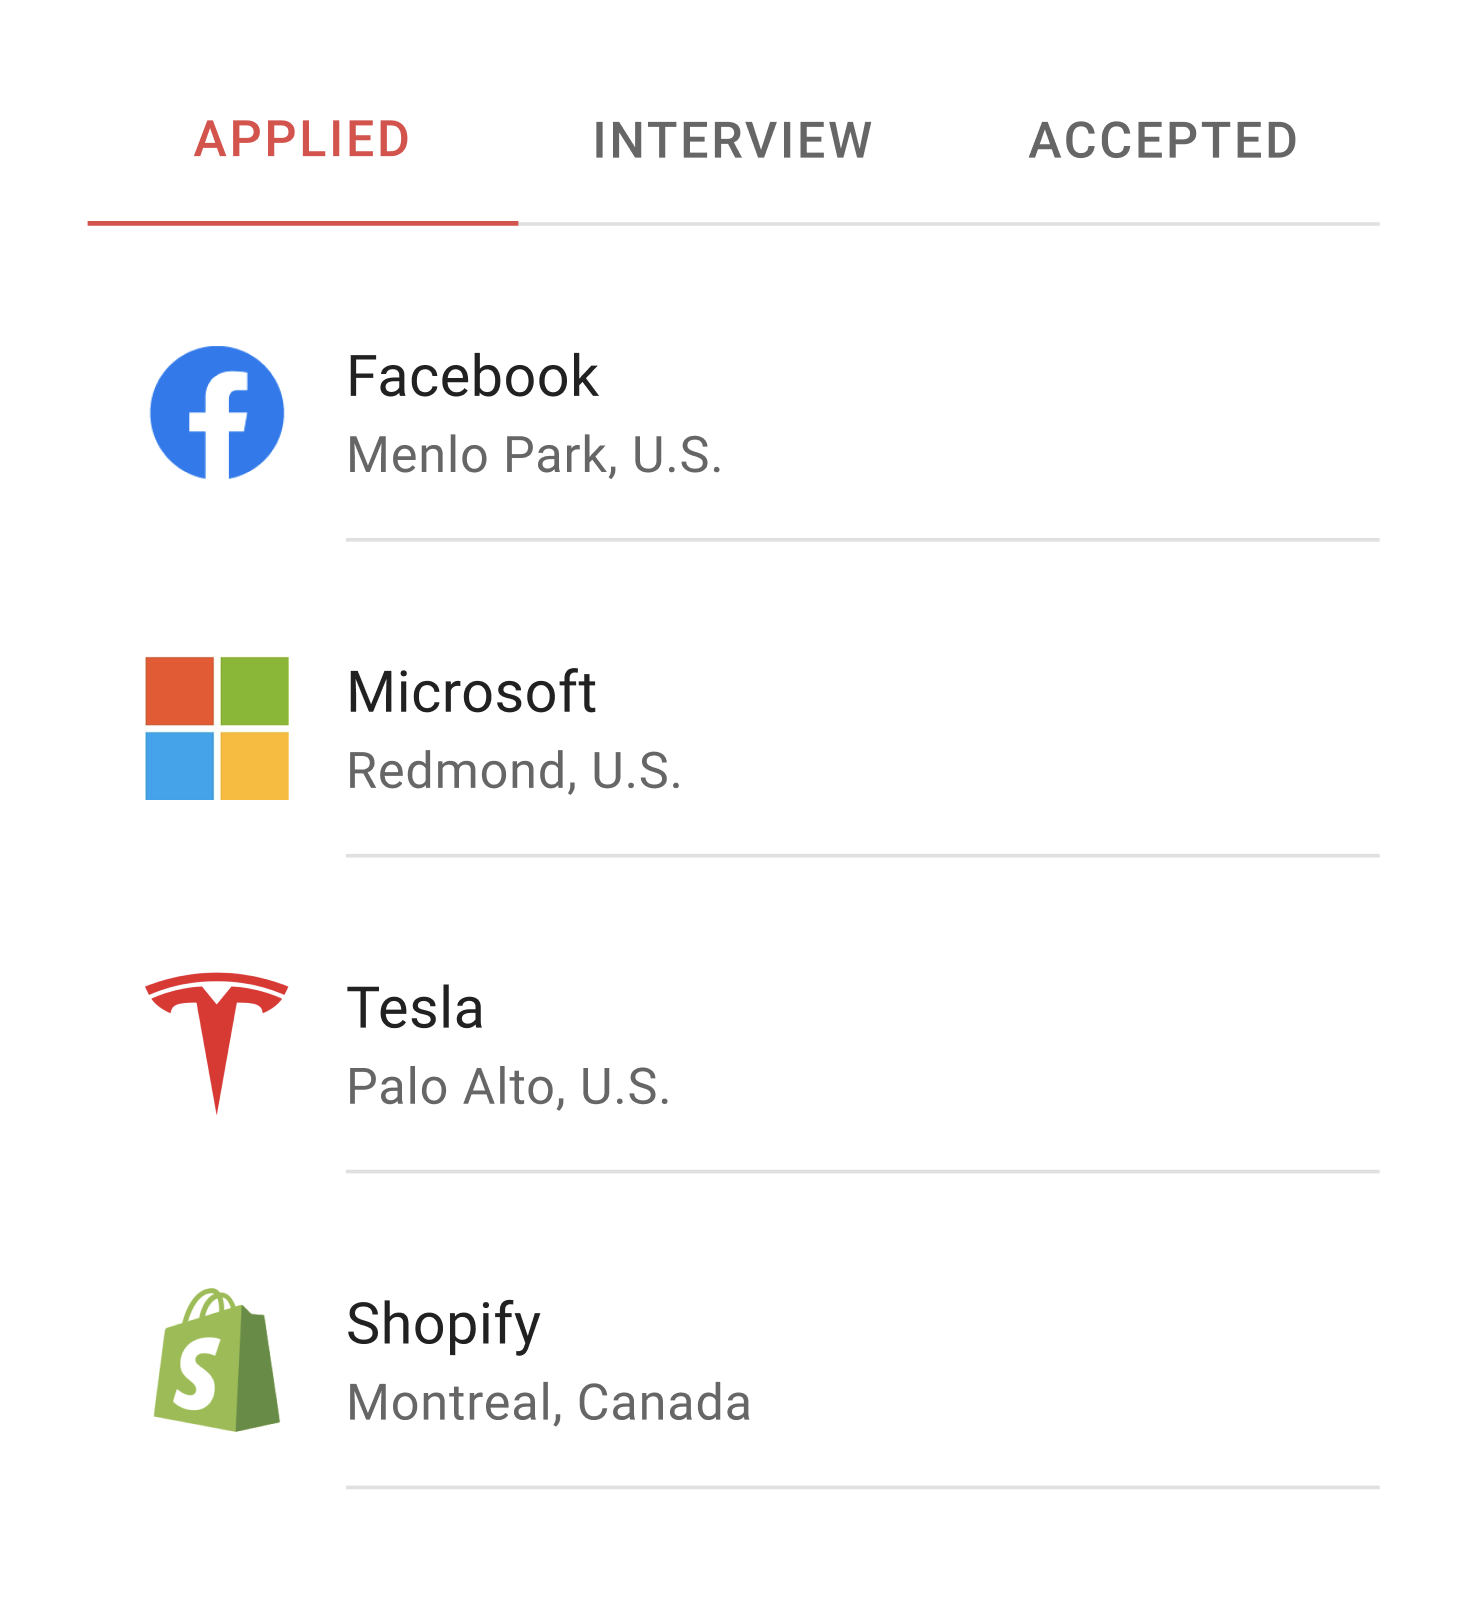 APPLIED INTERVIEW ACCEPTED
Facebook
Menlo Park, U.S.
Microsoft
Redmond, U.S.
Tesla
Palo Alto, U.S.
Shopify
Montreal, Canada